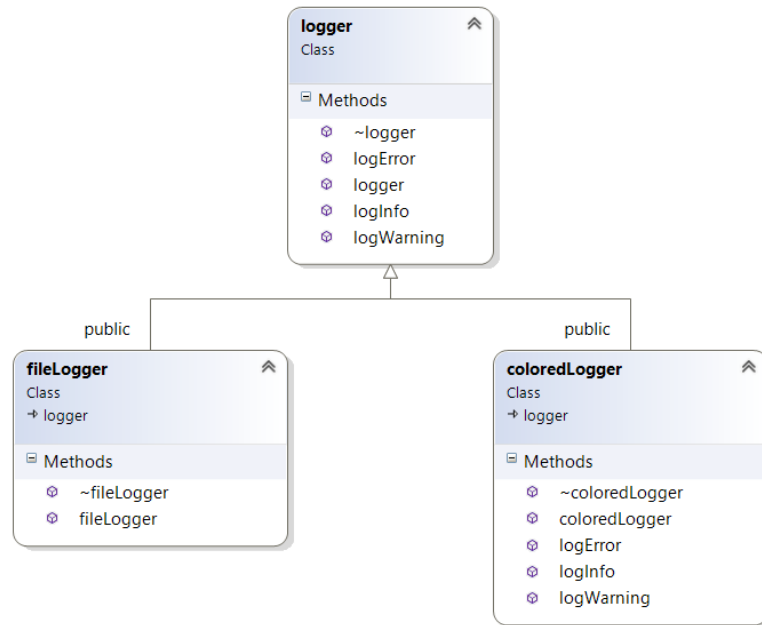 logger
Class
Methods
~logger
logError
logger
logInfo
logWarning
public
public
fileLogger
Class
→ logger
Methods
~fileLogger
fileLogger
coloredLogger
Class
→ logger
Methods
~coloredLogger
coloredLogger
logError
logInfo
logWarning